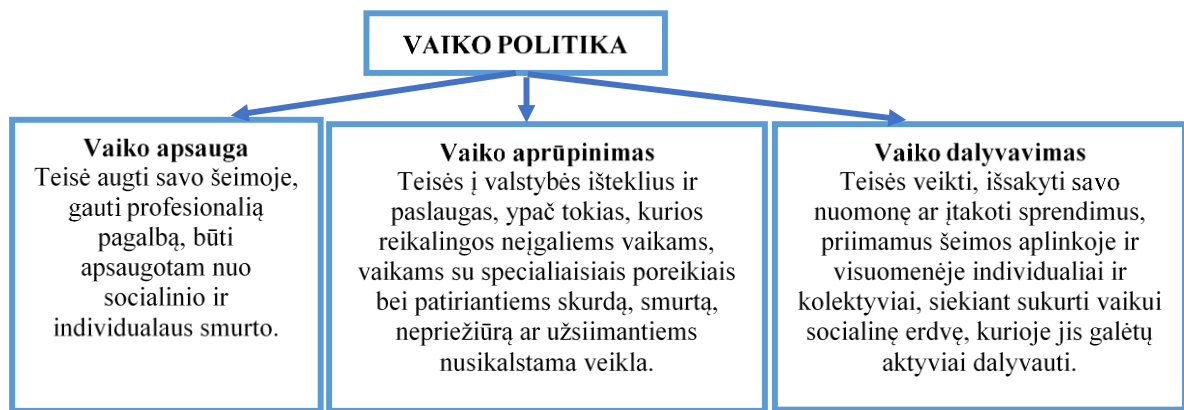 VAIKO POLITIKA
Vaiko apsauga
Teisė augti savo šeimoje,
gauti profesionalią
pagalbą, būti
apsaugotam nuo
socialinio ir
individualaus smurto.
Vaiko aprūpinimas
Teisės į valstybės išteklius ir
paslaugas, ypač tokias, kurios
reikalingos neįgaliems vaikams,
vaikams su specialiaisiais poreikiais
bei patiriantiems skurdą, smurtą,
nepriežiūrą ar užsiimantiems
nusikalstama veikla.
Vaiko dalyvavimas
Teisės veikti, išsakyti savo
nuomonę ar įtakoti sprendimus,
priimamus šeimos aplinkoje ir
visuomenėje individualiai ir
kolektyviai, siekiant sukurti vaikui
socialinę erdvę, kurioje jis galėtų
aktyviai dalyvauti.